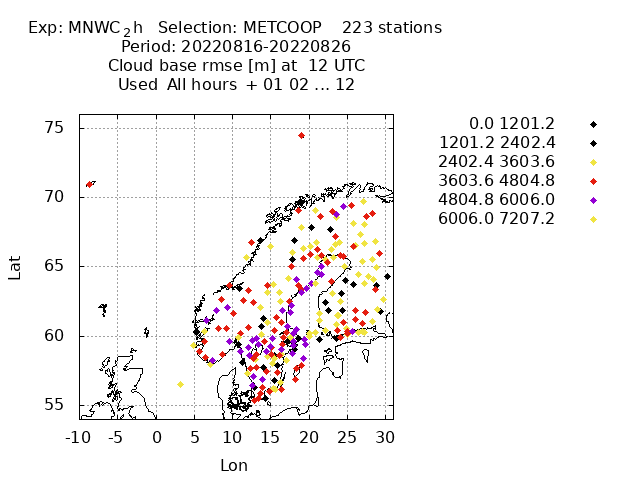 Exp: MNWC_2h Selection: METCOOP 223 stations
Period: 20220816-20220826
Cloud base rmse [m] at 12 UTC
Used All hours + 01 02 ... 12
0.0 1201.2
1201.2 2402.4
2402.4 3603.6
3603.6 4804.8
4804.8 6006.0
6006.0 7207.2
75
70
65
60
55
Lat
-10 -5 0 5 10 15 20 25 30
Lon